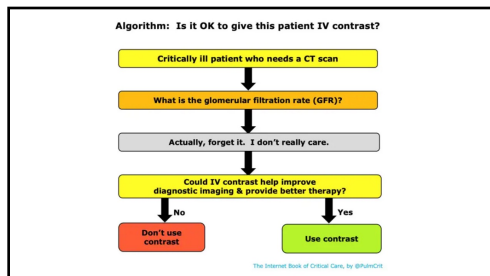 Algorithm: Is it OK to give this patient IV contrast?
Critically ill patient who needs a CT scan
What is the glomerular filtration rate (GFR)?
Actually, forget it. I don't really care.
Could IV contrast help improve
diagnostic imaging & provide better therapy?
No
Yes
Don't use
contrast
Use contrast
The Internet Book of Critical Care, by @PulmCrit